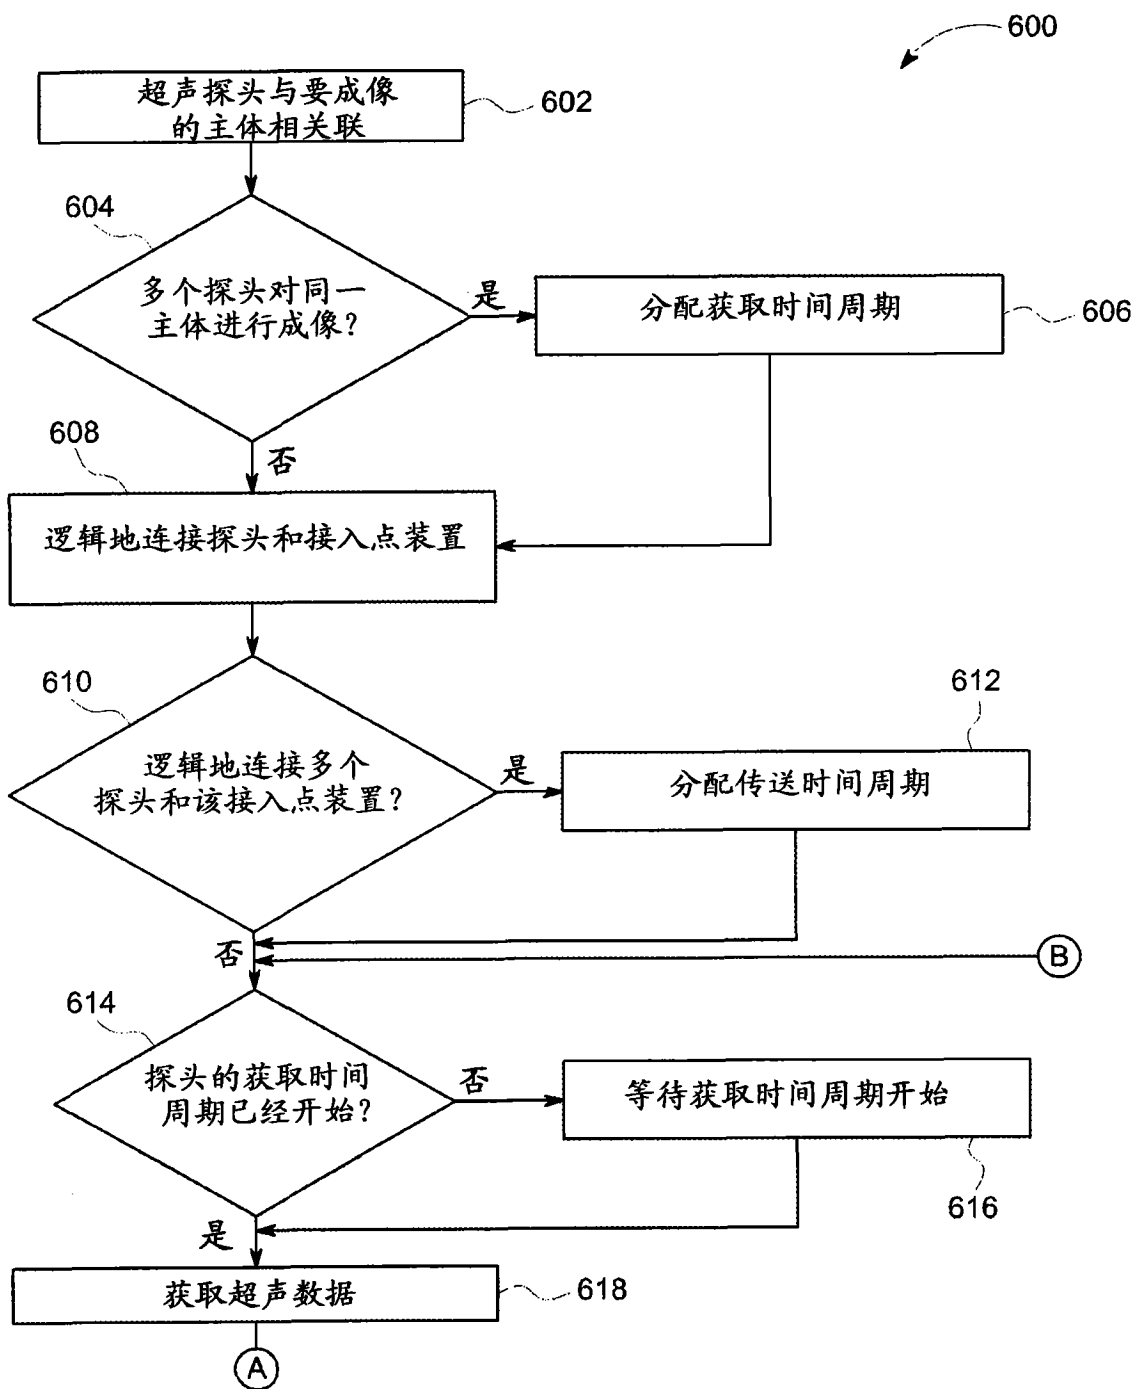 600
超声探头与要成像
的主体相关联
602
604
多个探头对同一
主体进行成像?
是
分配获取时间周期
606
否
608
逻辑地连接探头和接入点装置
610
逻辑地连接多个
探头和该接入点装置?
是
612
分配传送时间周期
否
B
614
探头的获取时间
周期已经开始?
否
等待获取时间周期开始
616
是
获取超声数据
618
A